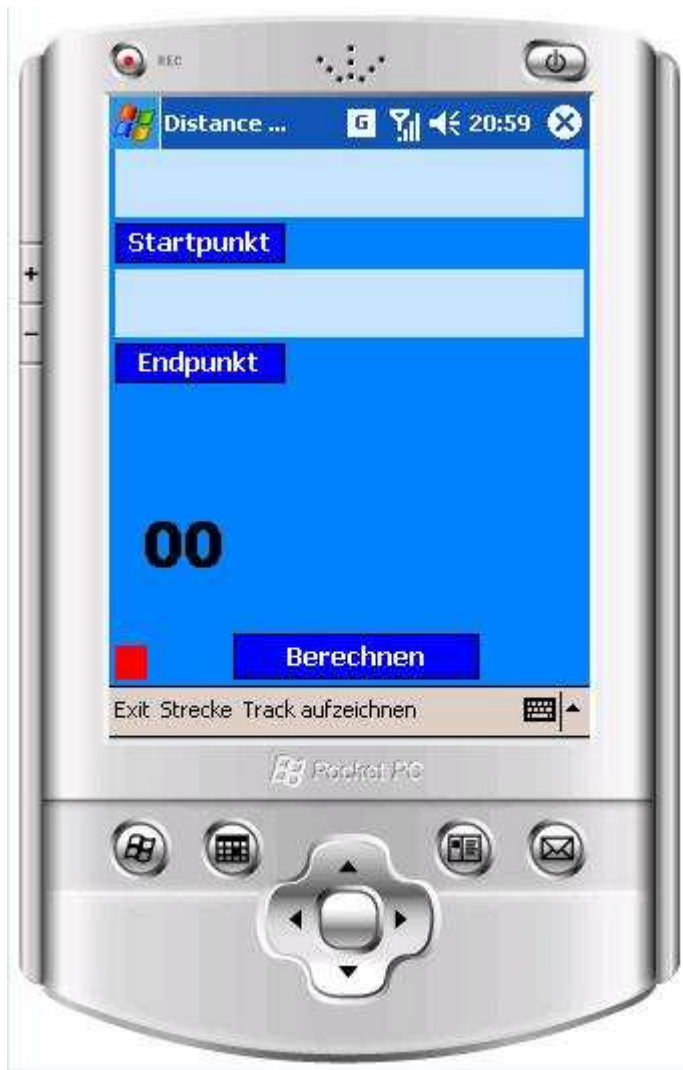 REC
Distance ... G 20:59
Startpunkt
Endpunkt
00
Berechnen
Exit Strecke Track aufzeichnen
Pocket PC